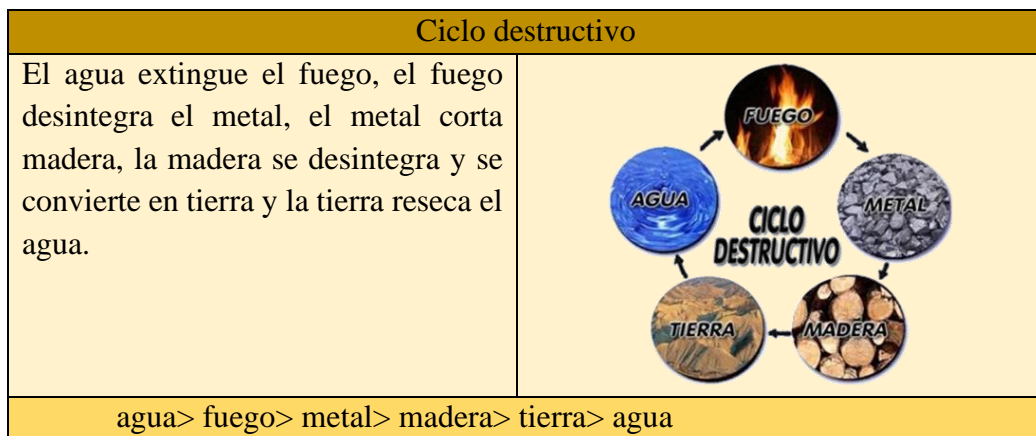 Ciclo destructivo
El agua extingue el fuego, el fuego
desintegra el metal, el metal corta
madera, la madera se desintegra y se
convierte en tierra y la tierra reseca el
agua.
FUEGO
AGUA
METAL
CICLO
DESTRUCTIVO
TIERRA
MADERA
agua> fuego> metal> madera> tierra> agua